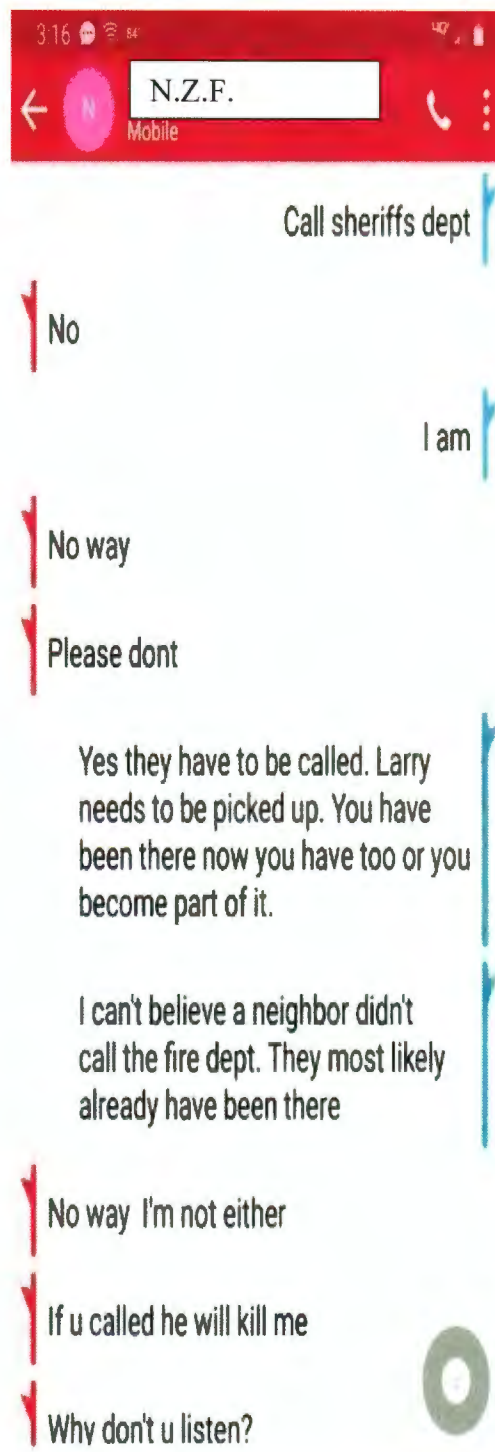 3:16 84°
N
N.Z.F.
Mobile
Call sheriffs dept
No
I am
No way
Please dont
Yes they have to be called. Larry
needs to be picked up. You have
been there now you have too or you
become part of it.
I can't believe a neighbor didn't
call the fire dept. They most likely
already have been there
No way I'm not either
If u called he will kill me
Why don't u listen?